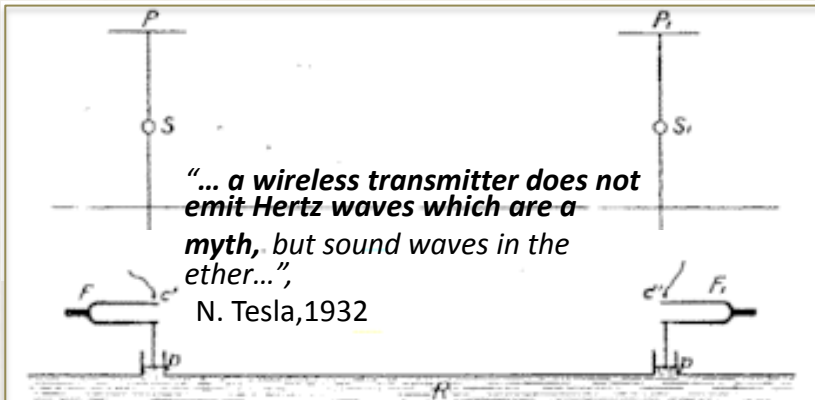 P P₁
S S₁
“… a wireless transmitter does not
emit Hertz waves which are a
myth, but sound waves in the
ether…”,
N. Tesla,1932
F c' c'' F₁
P P
R